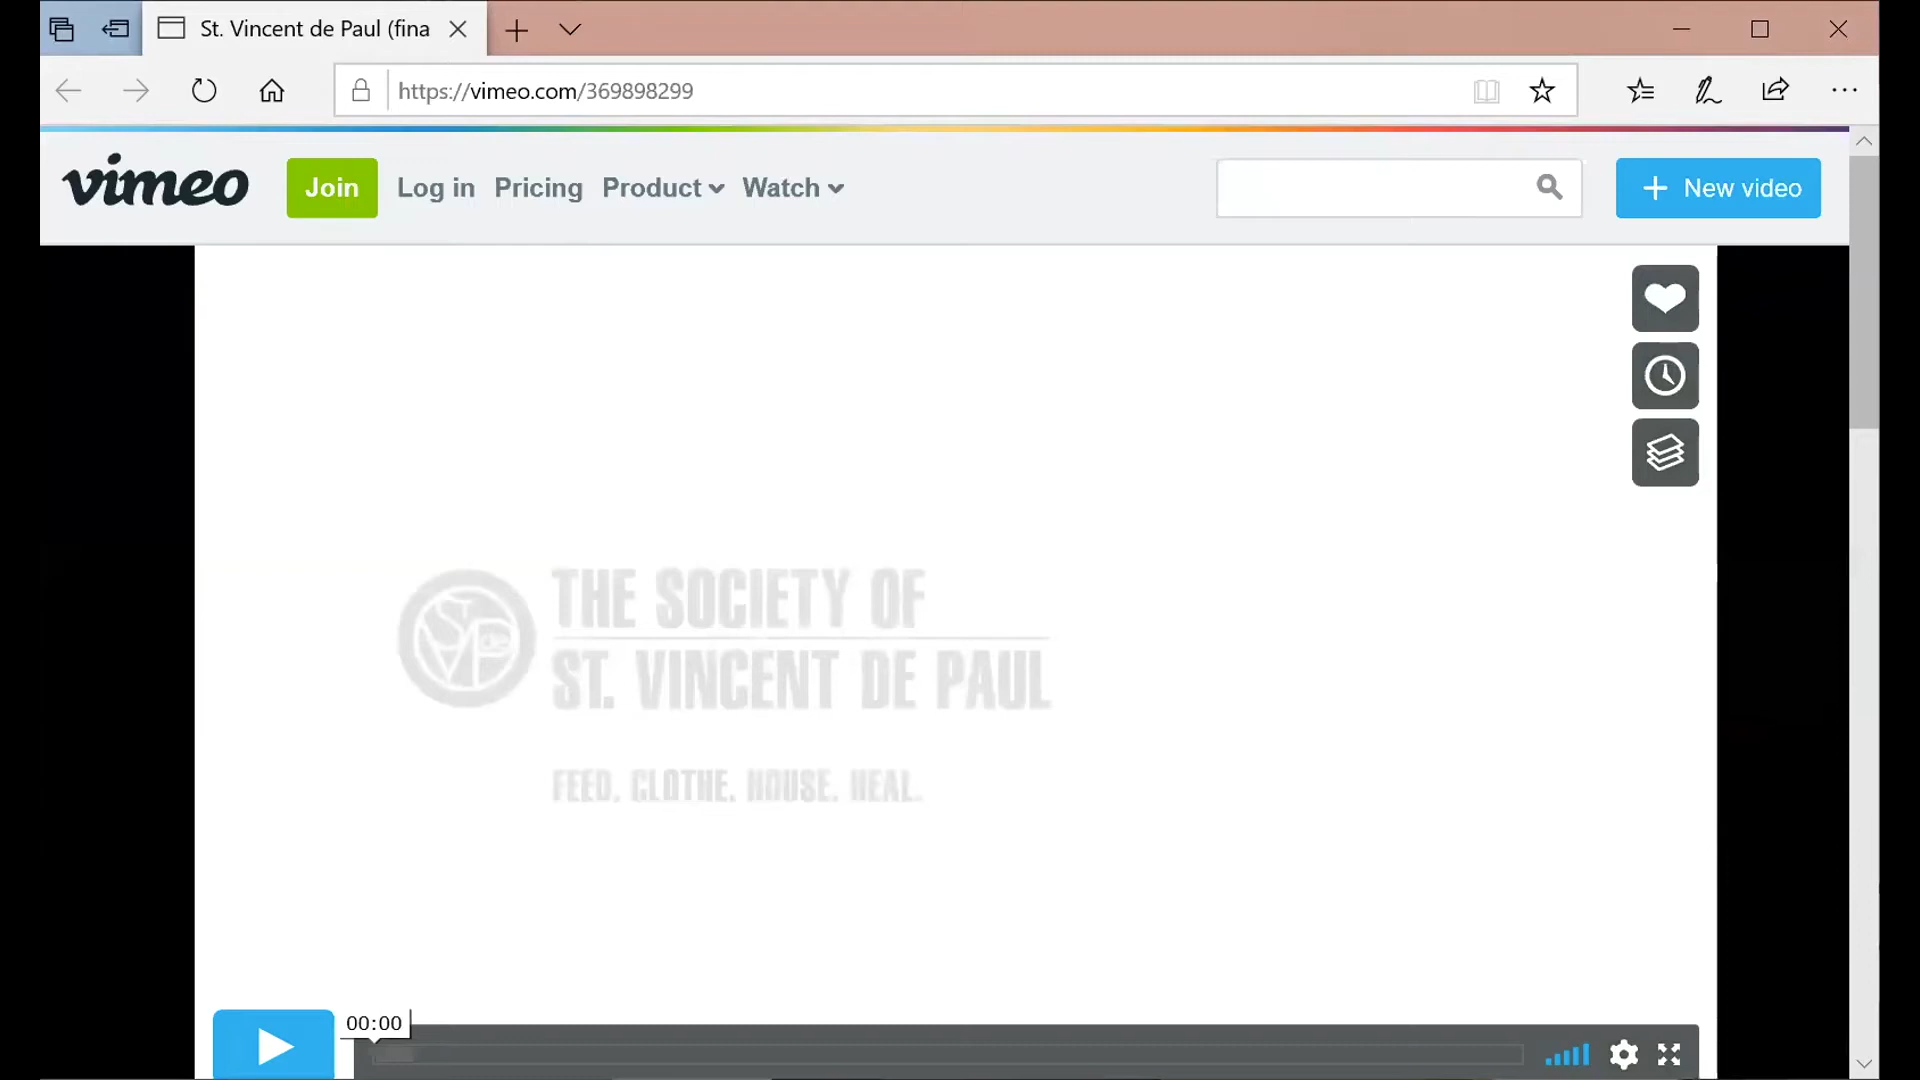 St. Vincent de Paul (fina
https://vimeo.com/369898299
vimeo
Join
Log in
Pricing
Product
Watch
New video
SVdP
THE SOCIETY OF
ST. VINCENT DE PAUL
FEED. CLOTHE. HOUSE. HEAL.
00:00